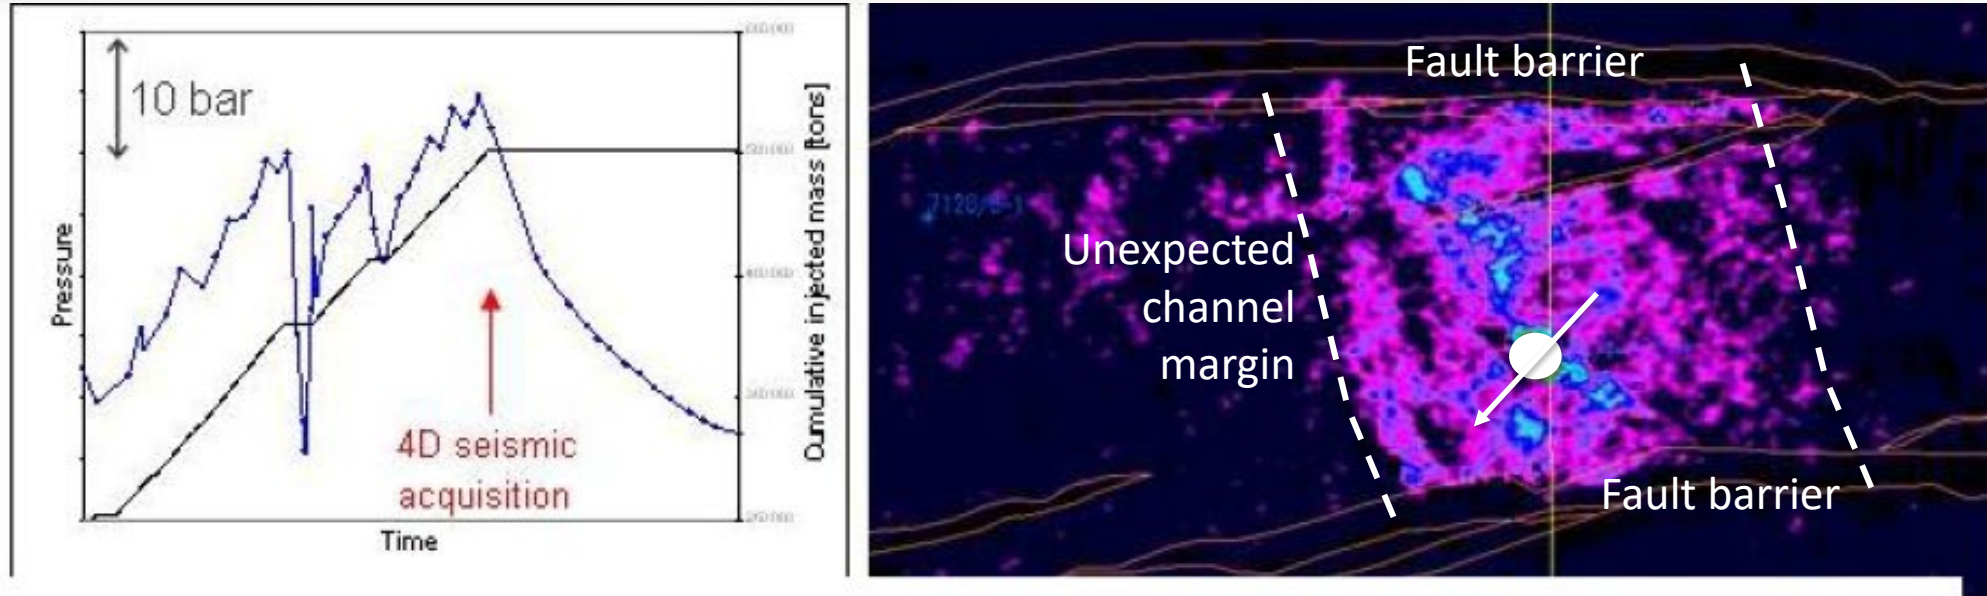 10 bar
Pressure
Cumulative injected mass [tons]
4D seismic
acquisition
Time
Fault barrier
Unexpected
channel
margin
Fault barrier